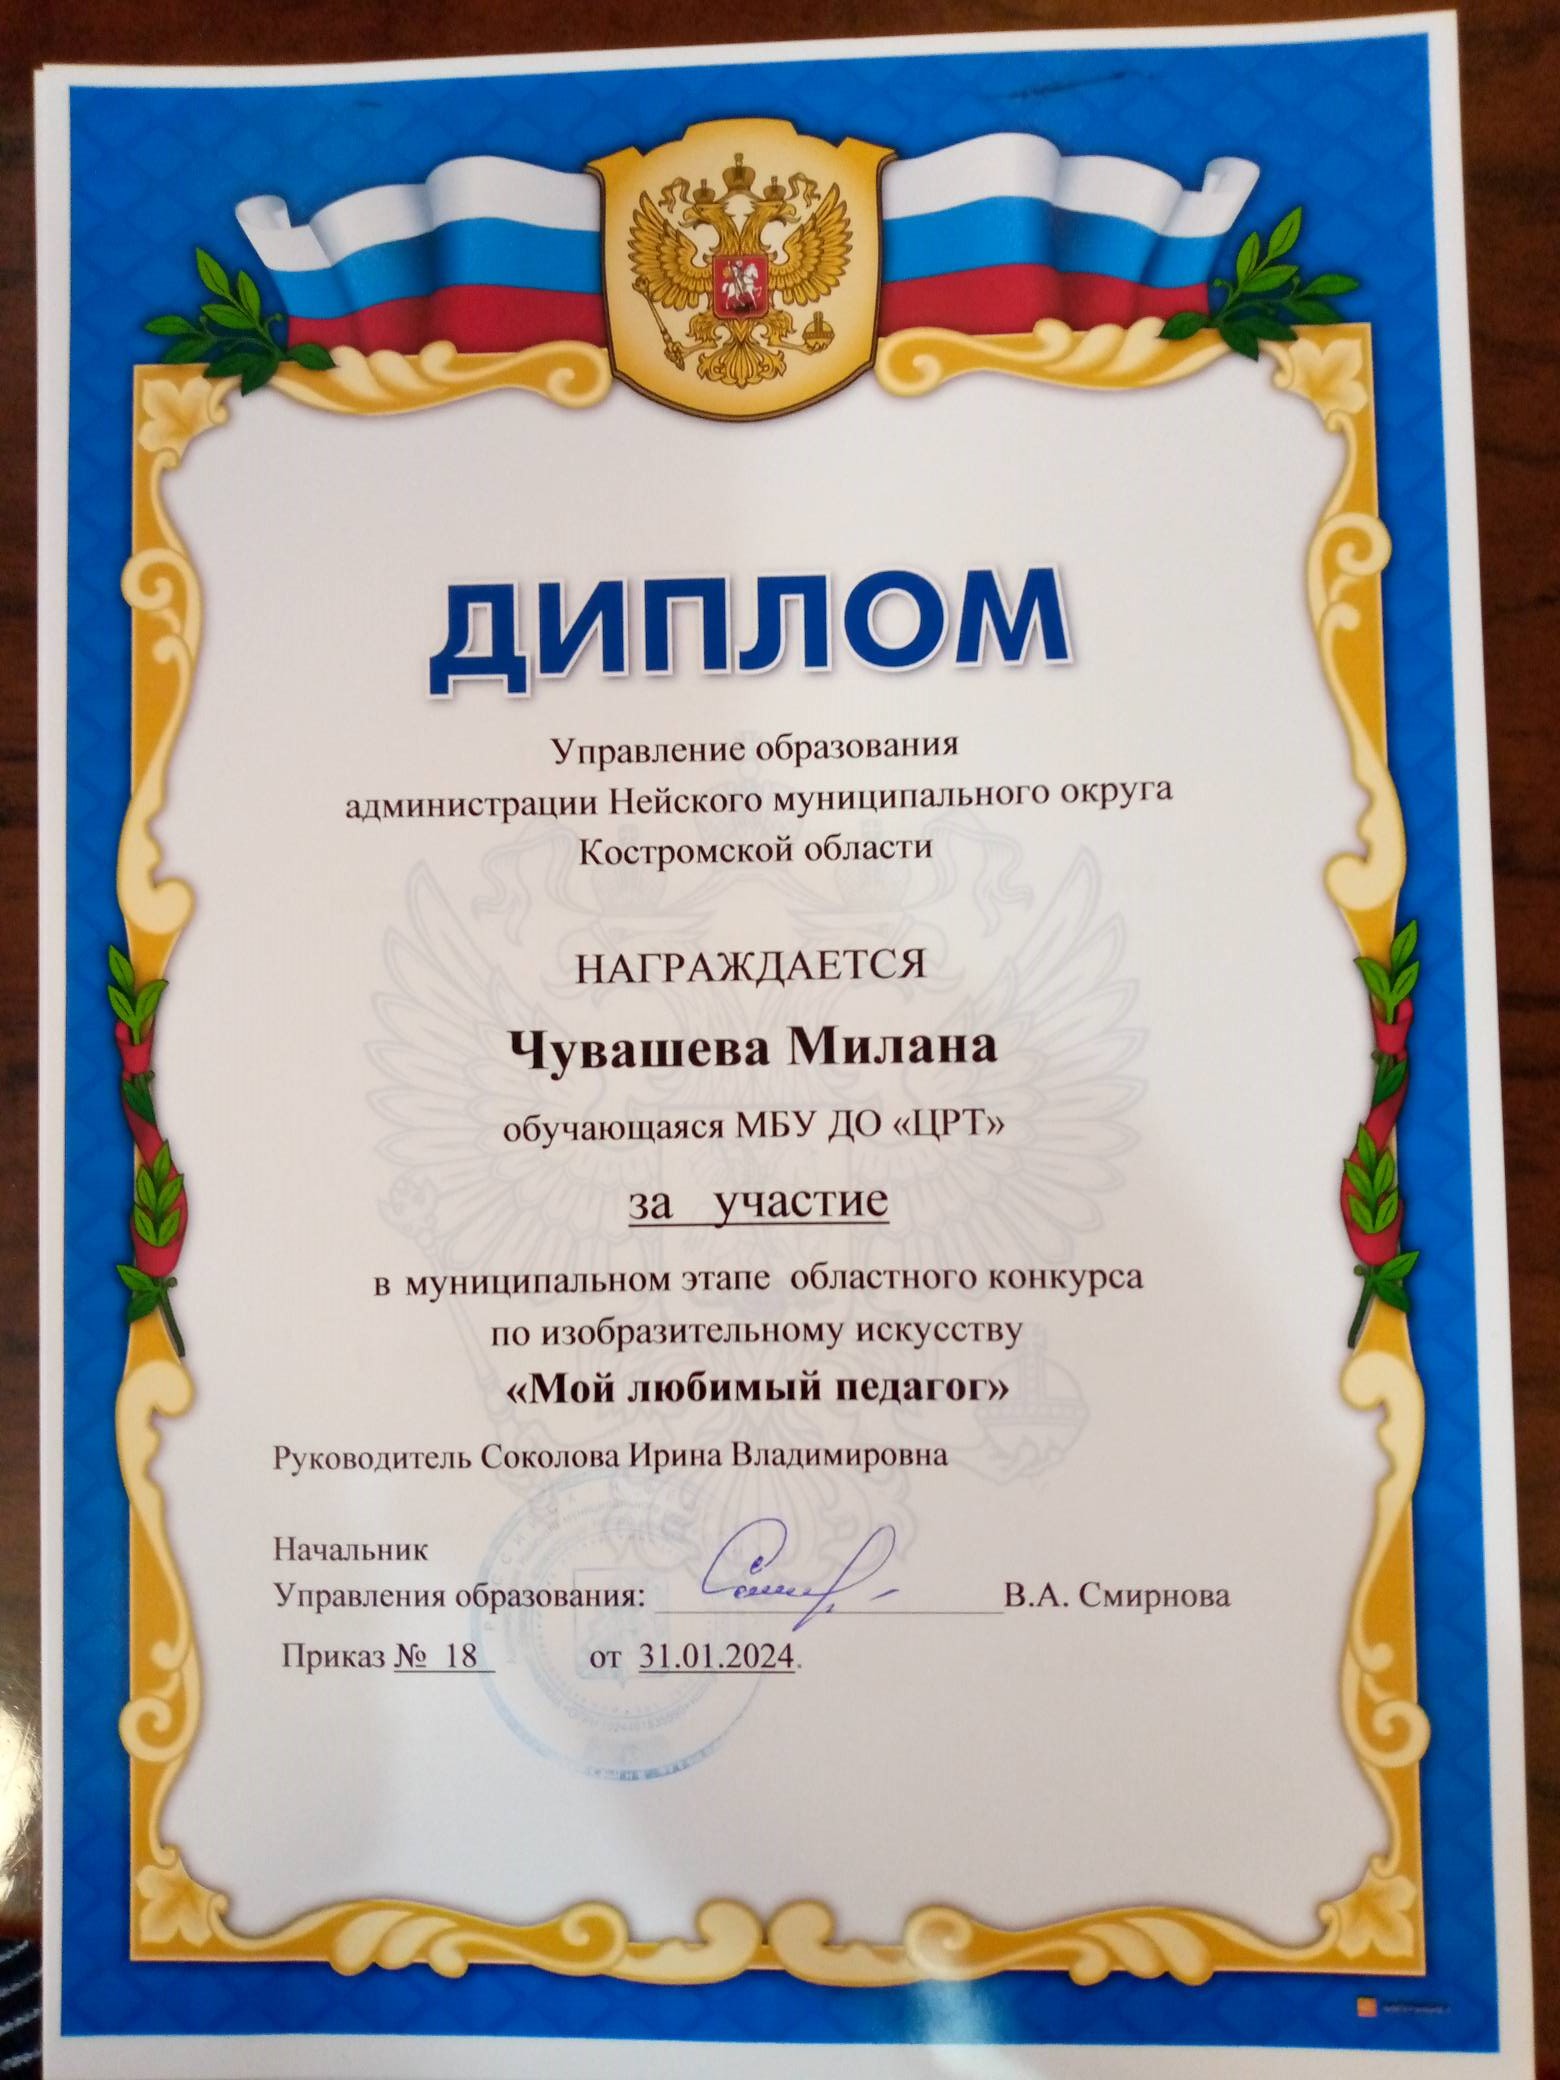 ДИПЛОМ
Управление образования
администрации Нейского муниципального округа
Костромской области
НАГРАЖДАЕТСЯ
Чувашева Милана
обучающаяся МБУ ДО «ЦРТ»
за участие
в муниципальном этапе областного конкурса
по изобразительному искусству
«Мой любимый педагог»
Руководитель Соколова Ирина Владимировна
Начальник
Управления образования: В.А. Смирнова
Приказ № 18 от 31.01.2024.